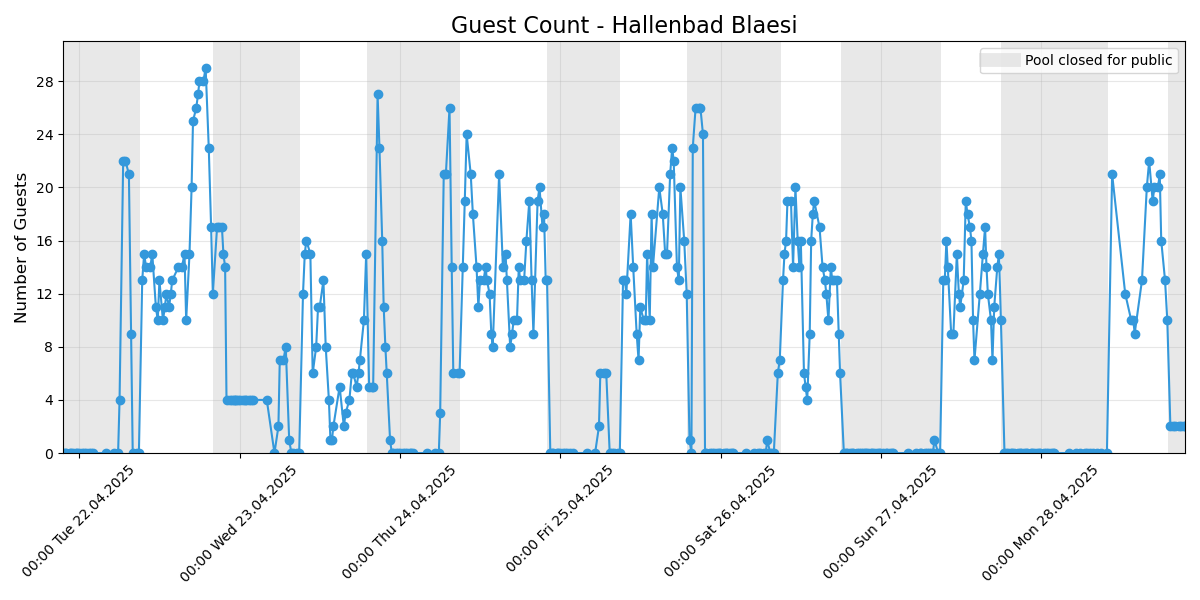 Guest Count - Hallenbad Blaesi
Pool closed for public
Number of Guests
28
24
20
16
12
8
4
0
00:00 Tue 22.04.2025
00:00 Wed 23.04.2025
00:00 Thu 24.04.2025
00:00 Fri 25.04.2025
00:00 Sat 26.04.2025
00:00 Sun 27.04.2025
00:00 Mon 28.04.2025